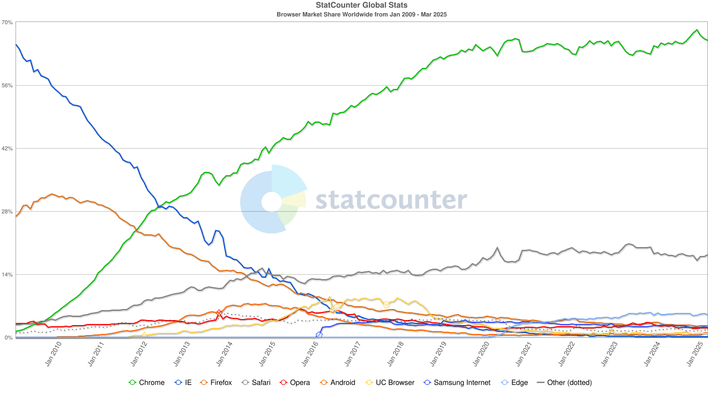 StatCounter Global Stats
Browser Market Share Worldwide from Jan 2009 - Mar 2025
70%
56%
42%
28%
14%
0%
statcounter
Jan 2010
Jan 2011
Jan 2012
Jan 2013
Jan 2014
Jan 2015
Jan 2016
Jan 2017
Jan 2018
Jan 2019
Jan 2020
Jan 2021
Jan 2022
Jan 2023
Jan 2024
Jan 2025
Chrome IE Firefox Safari Opera Android UC Browser Samsung Internet Edge Other (dotted)